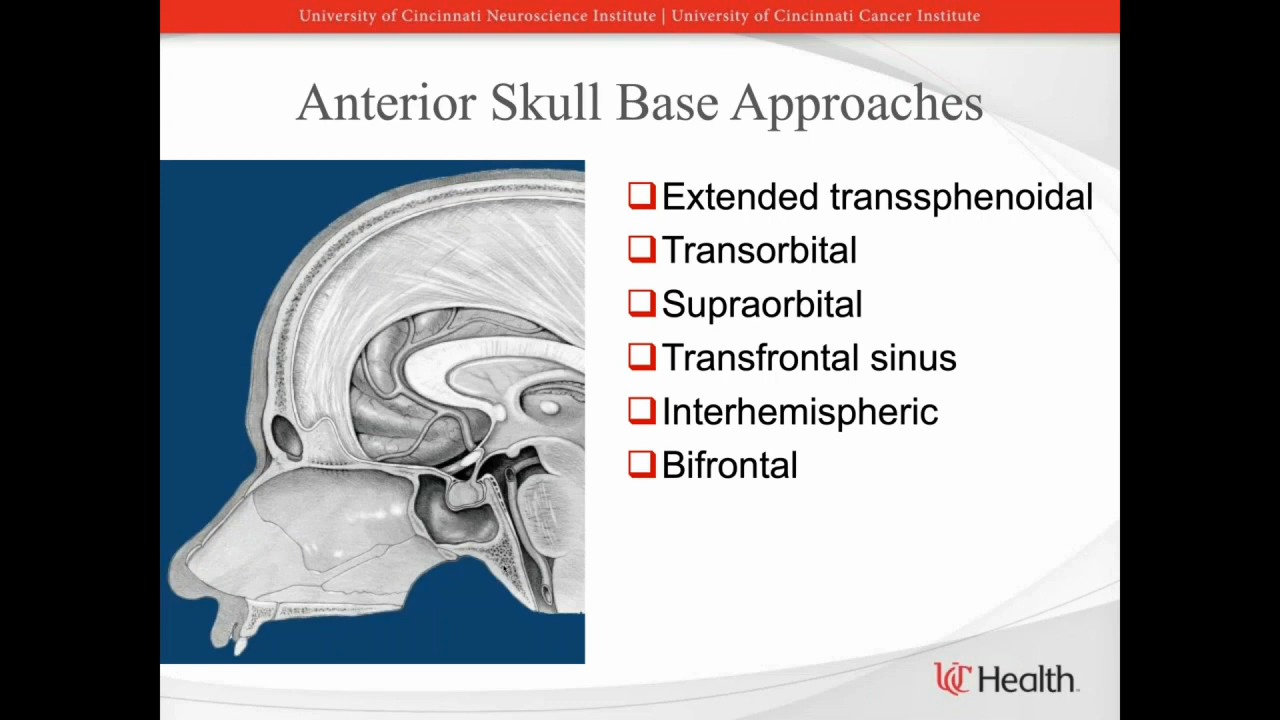 University of Cincinnati Neuroscience Institute | University of Cincinnati Cancer Institute
Anterior Skull Base Approaches
Extended transsphenoidal
Transorbital
Supraorbital
Transfrontal sinus
Interhemispheric
Bifrontal
UC Health